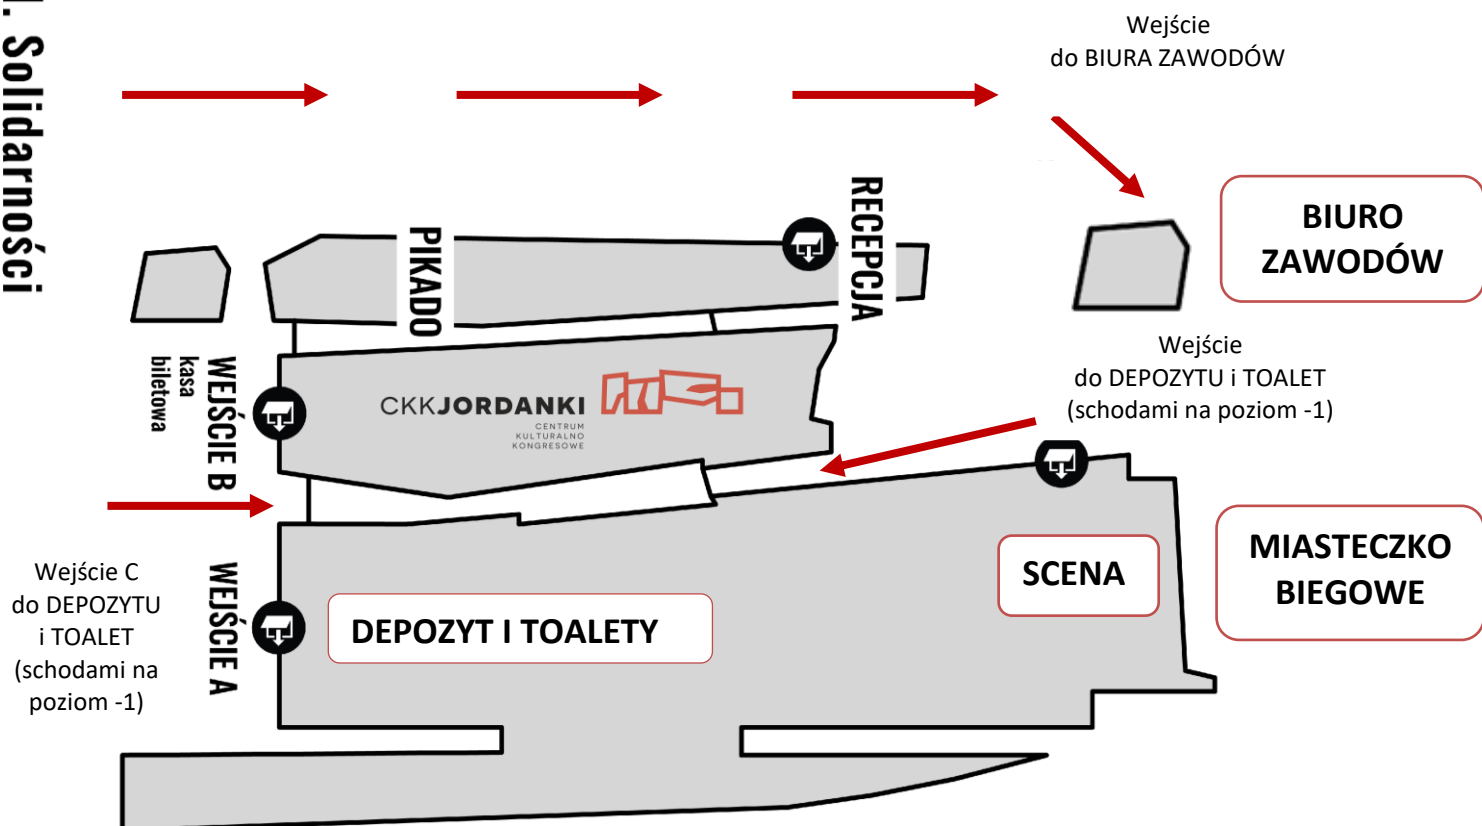 l. Solidarności
Wejście
do BIURA ZAWODÓW
BIURO
ZAWODÓW
RECEPCJA
PIKADO
WEJŚCIE B
kasa
biletowa
CKKJORDANKI
CENTRUM
KULTURALNO
KONGRESOWE
Wejście
do DEPOZYTU i TOALET
(schodami na poziom -1)
Wejście C
do DEPOZYTU
i TOALET
(schodami na
poziom -1)
WEJŚCIE A
DEPOZYT I TOALETY
SCENA
MIASTECZKO
BIEGOWE